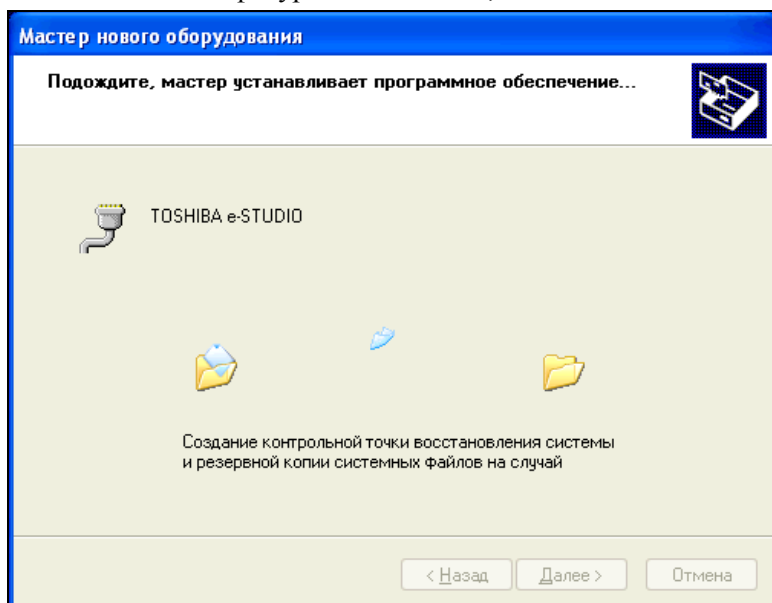 Мастер нового оборудования
Подождите, мастер устанавливает программное обеспечение...
TOSHIBA e-STUDIO
Создание контрольной точки восстановления системы
и резервной копии системных файлов на случай
< Назад Далее > Отмена